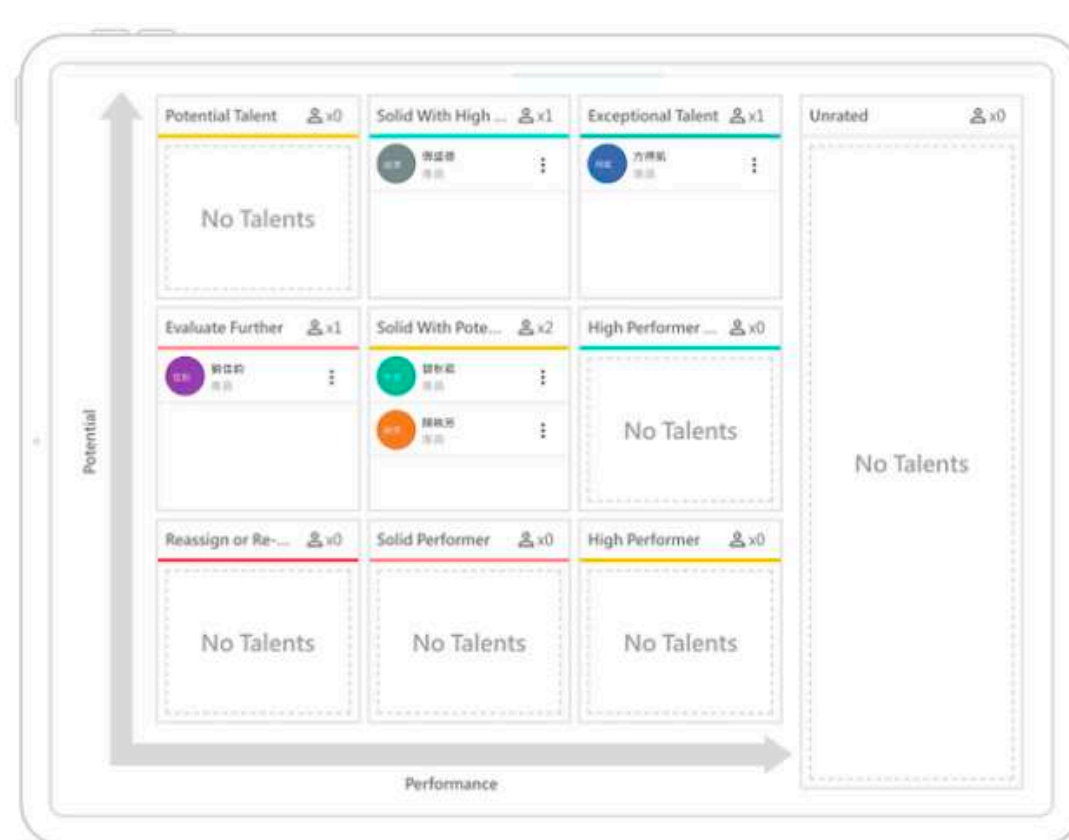 Potential Talent x0
Solid With High ... x1
Exceptional Talent x1
Unrated x0
No Talents
方
Evaluate Further x1
Solid With Pote... x2
High Performer ... x0
No Talents
No Talents
Potential
Reassign or Re-... x0
Solid Performer x0
High Performer x0
No Talents
No Talents
No Talents
Performance